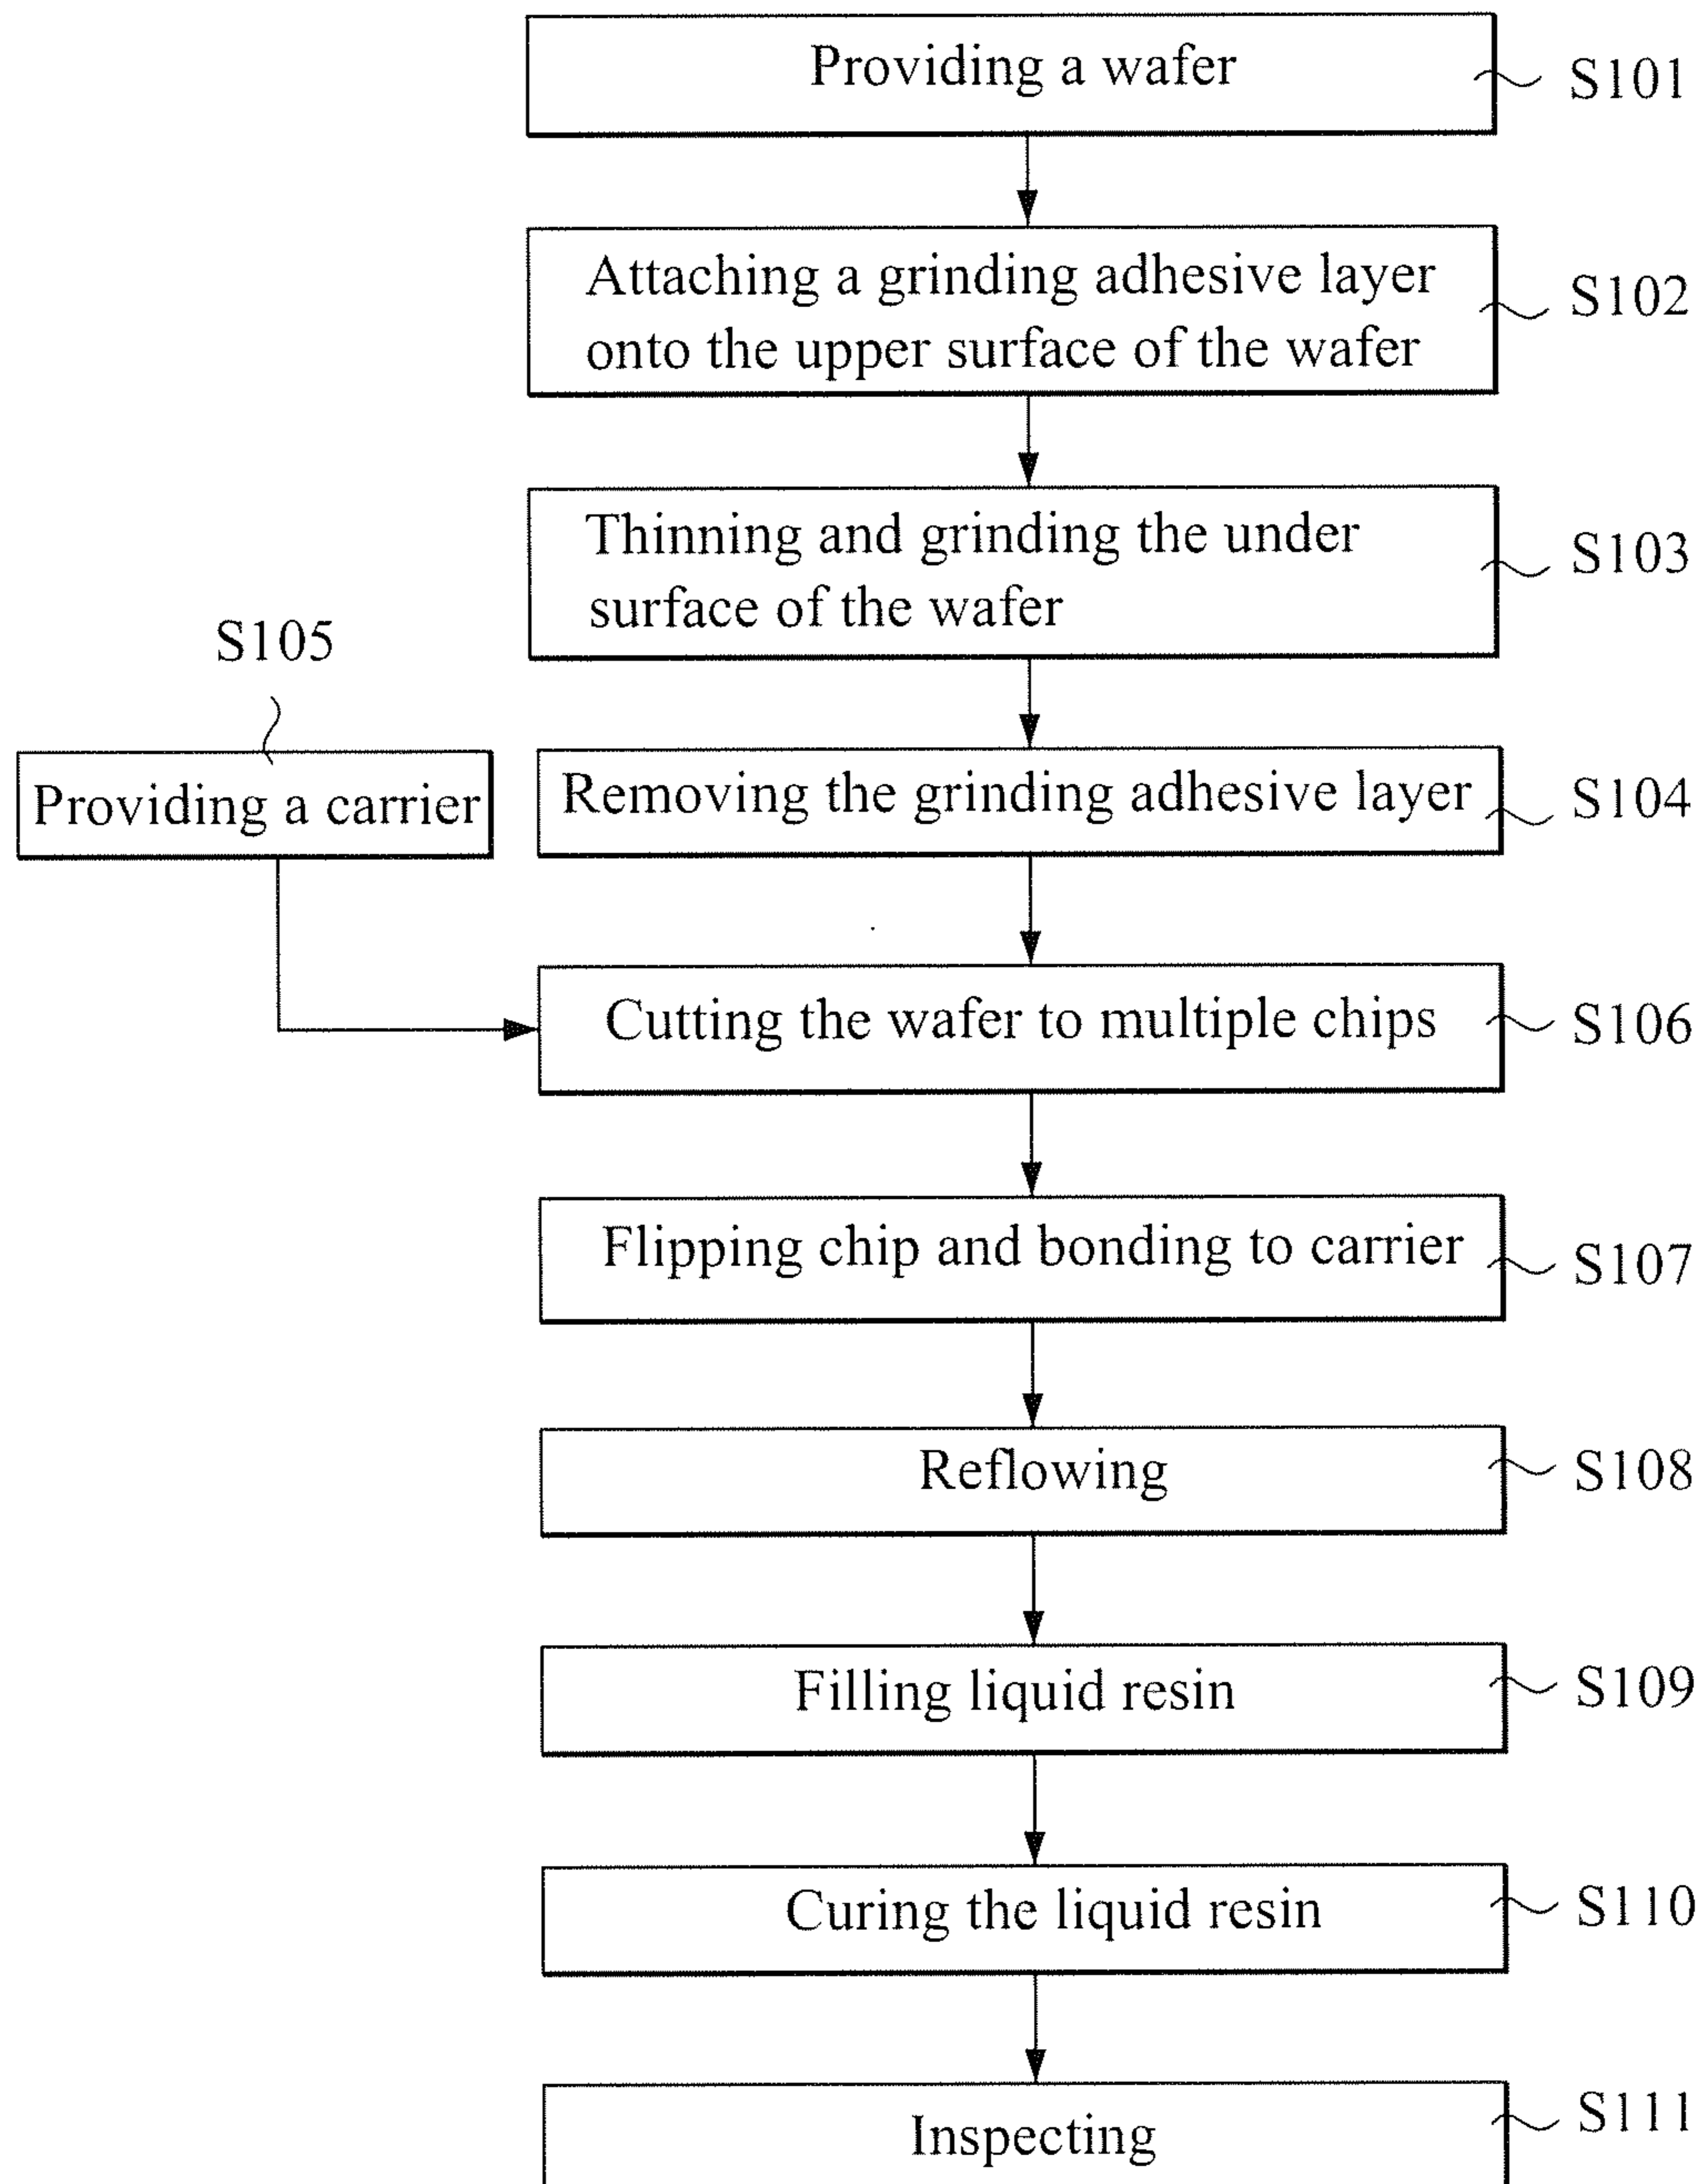 Providing a wafer
S101
Attaching a grinding adhesive layer
onto the upper surface of the wafer
S102
Thinning and grinding the under
surface of the wafer
S103
S105
Providing a carrier
Removing the grinding adhesive layer
S104
Cutting the wafer to multiple chips
S106
Flipping chip and bonding to carrier
S107
Reflowing
S108
Filling liquid resin
S109
Curing the liquid resin
S110
Inspecting
S111